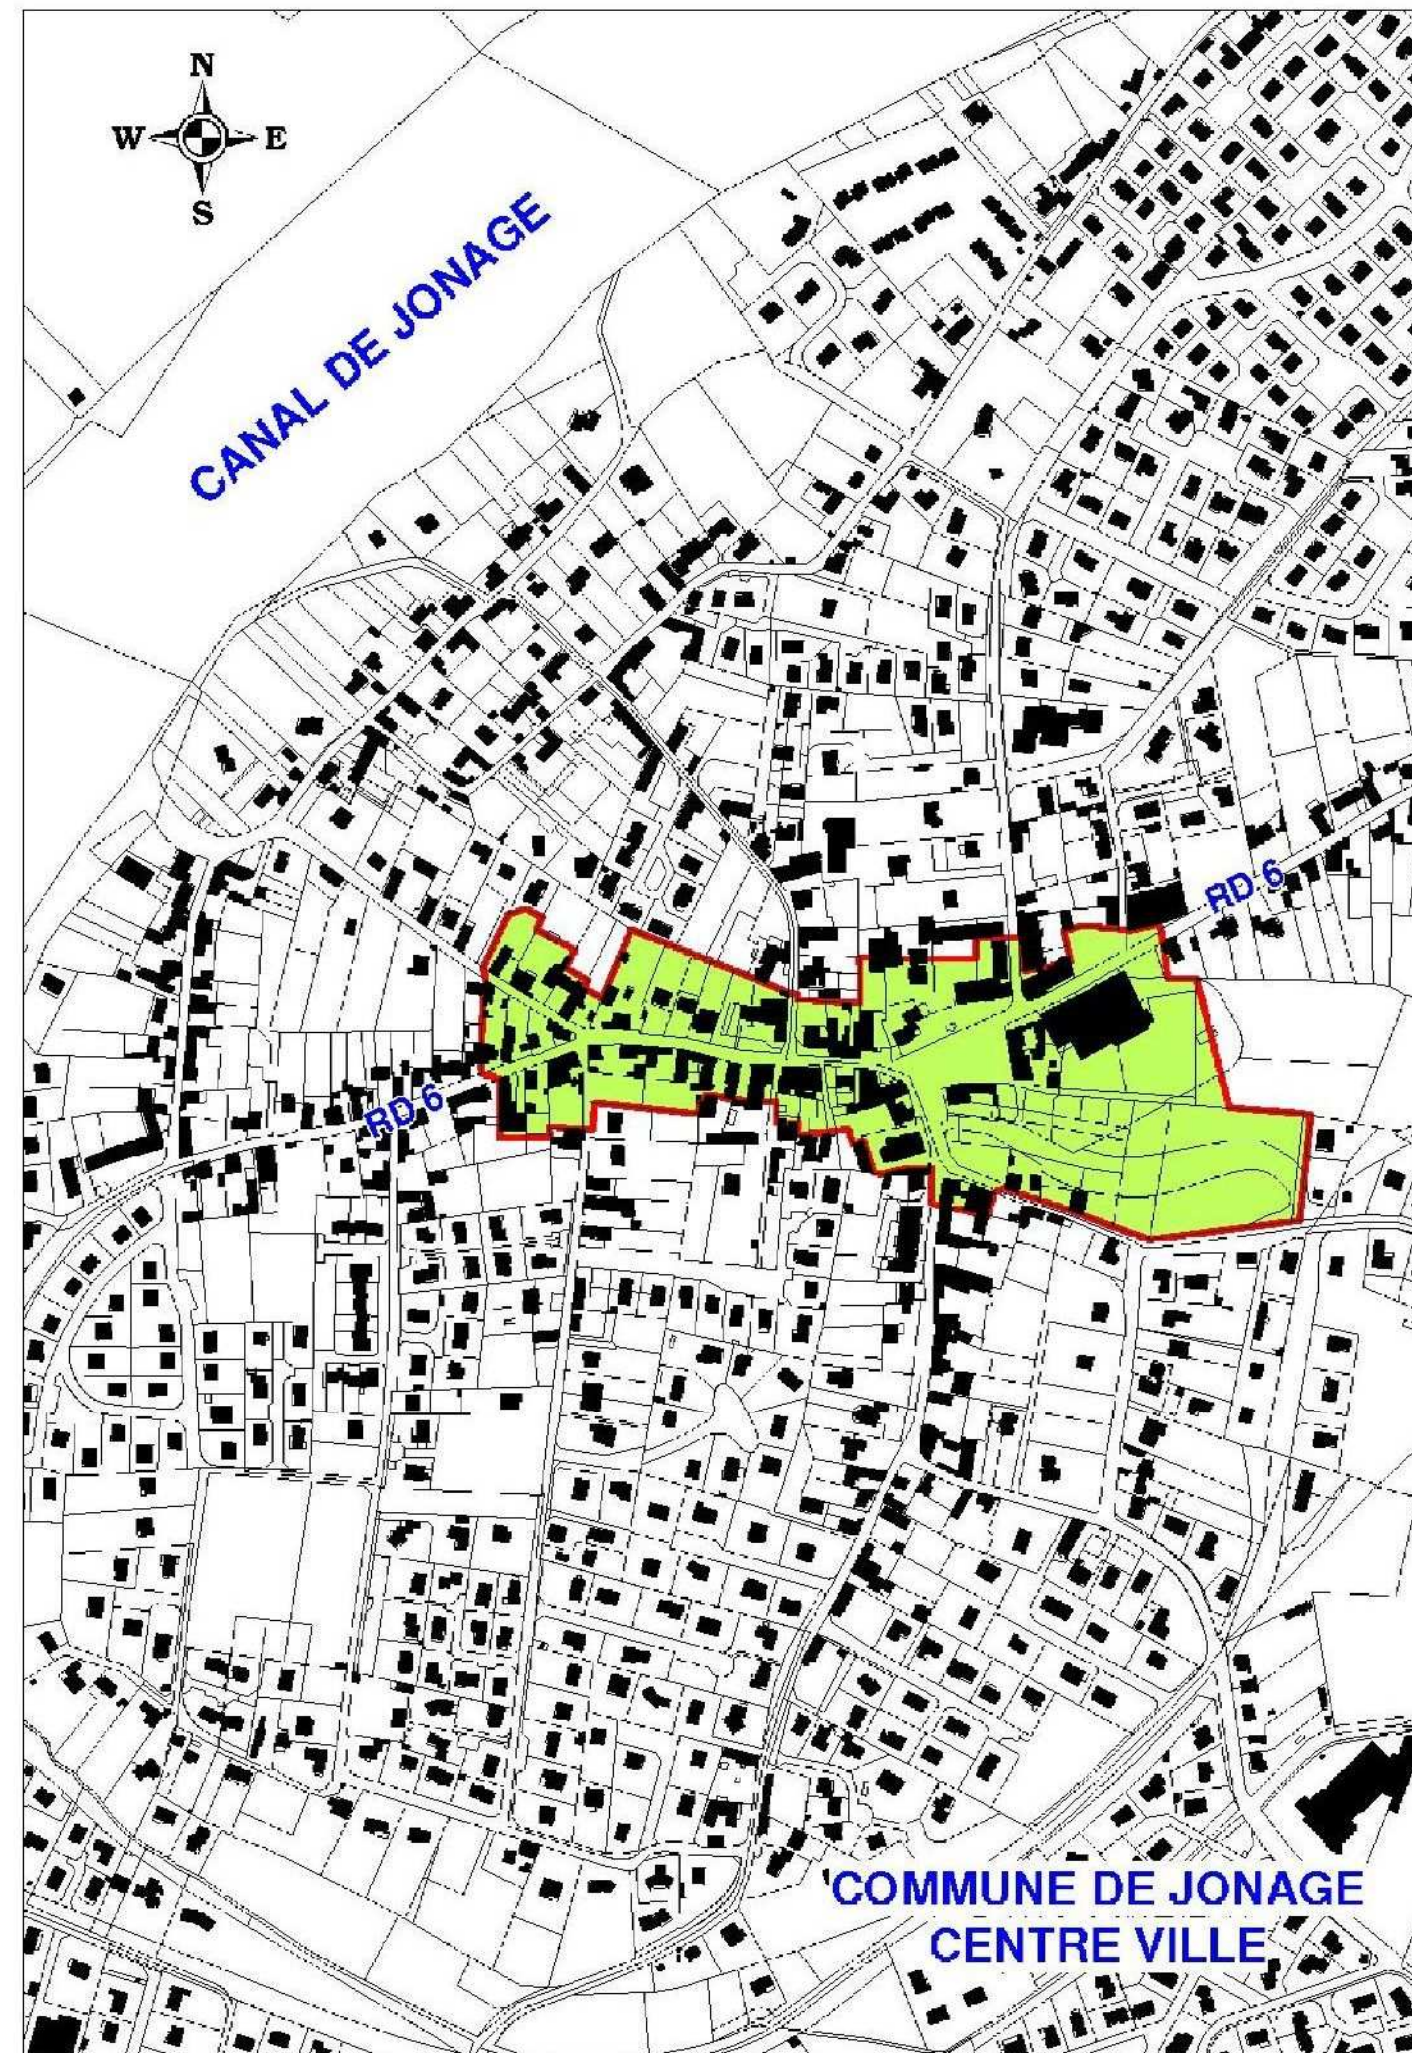 N
W E
S
CANAL DE JONAGE
RD 6
RD 6
COMMUNE DE JONAGE
CENTRE VILLE